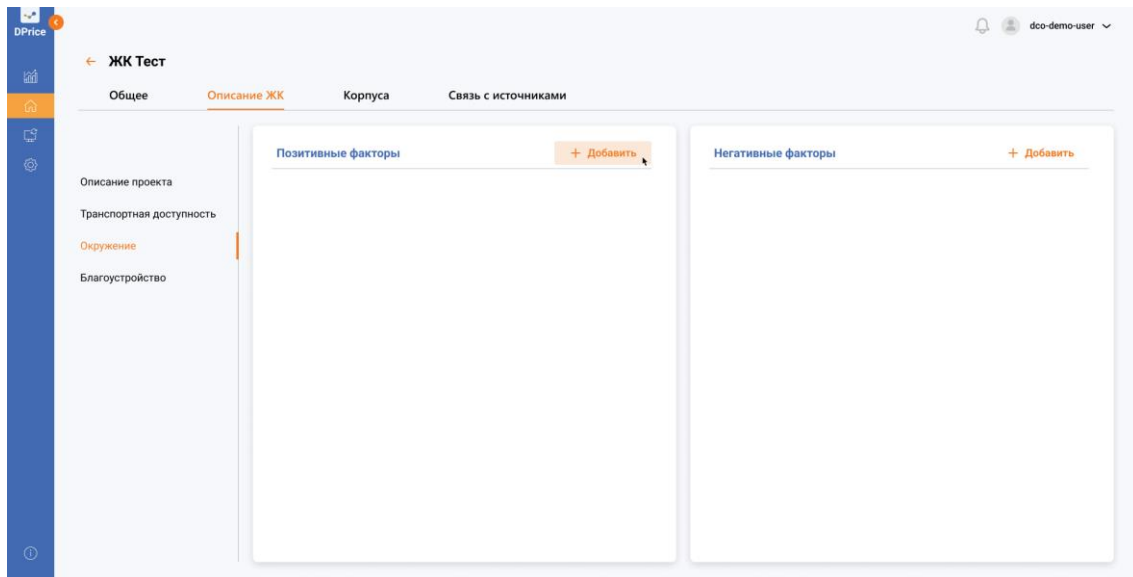 DPrice
dco-demo-user
← ЖК Тест
Общее
Описание ЖК
Корпуса
Связь с источниками
Описание проекта
Транспортная доступность
Окружение
Благоустройство
Позитивные факторы
+ Добавить
Негативные факторы
+ Добавить